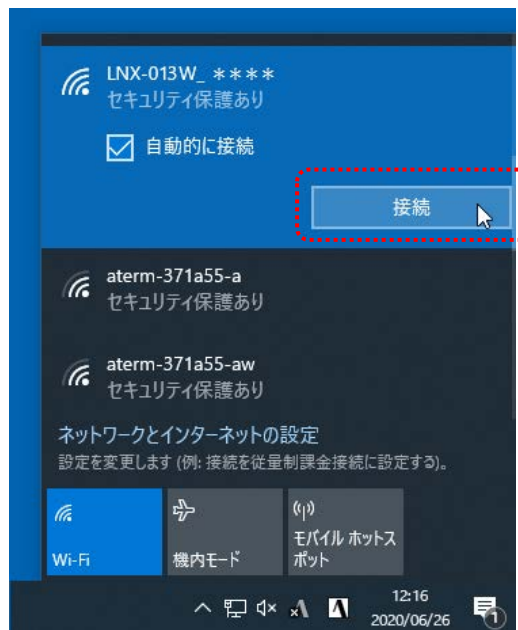 LNX-013W_ ****
セキュリティ保護あり
自動的に接続
接続
aterm-371a55-a
セキュリティ保護あり
aterm-371a55-aw
セキュリティ保護あり
ネットワークとインターネットの設定
設定を変更します (例: 接続を従量制課金接続に設定する)。
Wi-Fi
機内モード
モバイル ホットス
ポット
12:16
2020/06/26
1